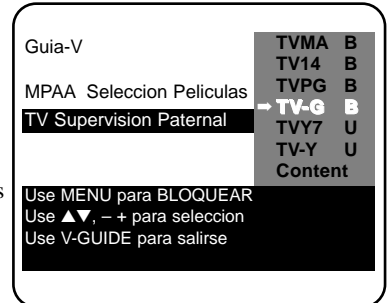 Guia-V
MPAA Seleccion Peliculas
TV Supervision Paternal
TVMA B
TV14 B
TVPG B
➡ TV-G B
TVY7 U
TV-Y U
Content
s
Use MENU para BLOQUEAR
Use ▲▼, – + para seleccion
Use V-GUIDE para salirse